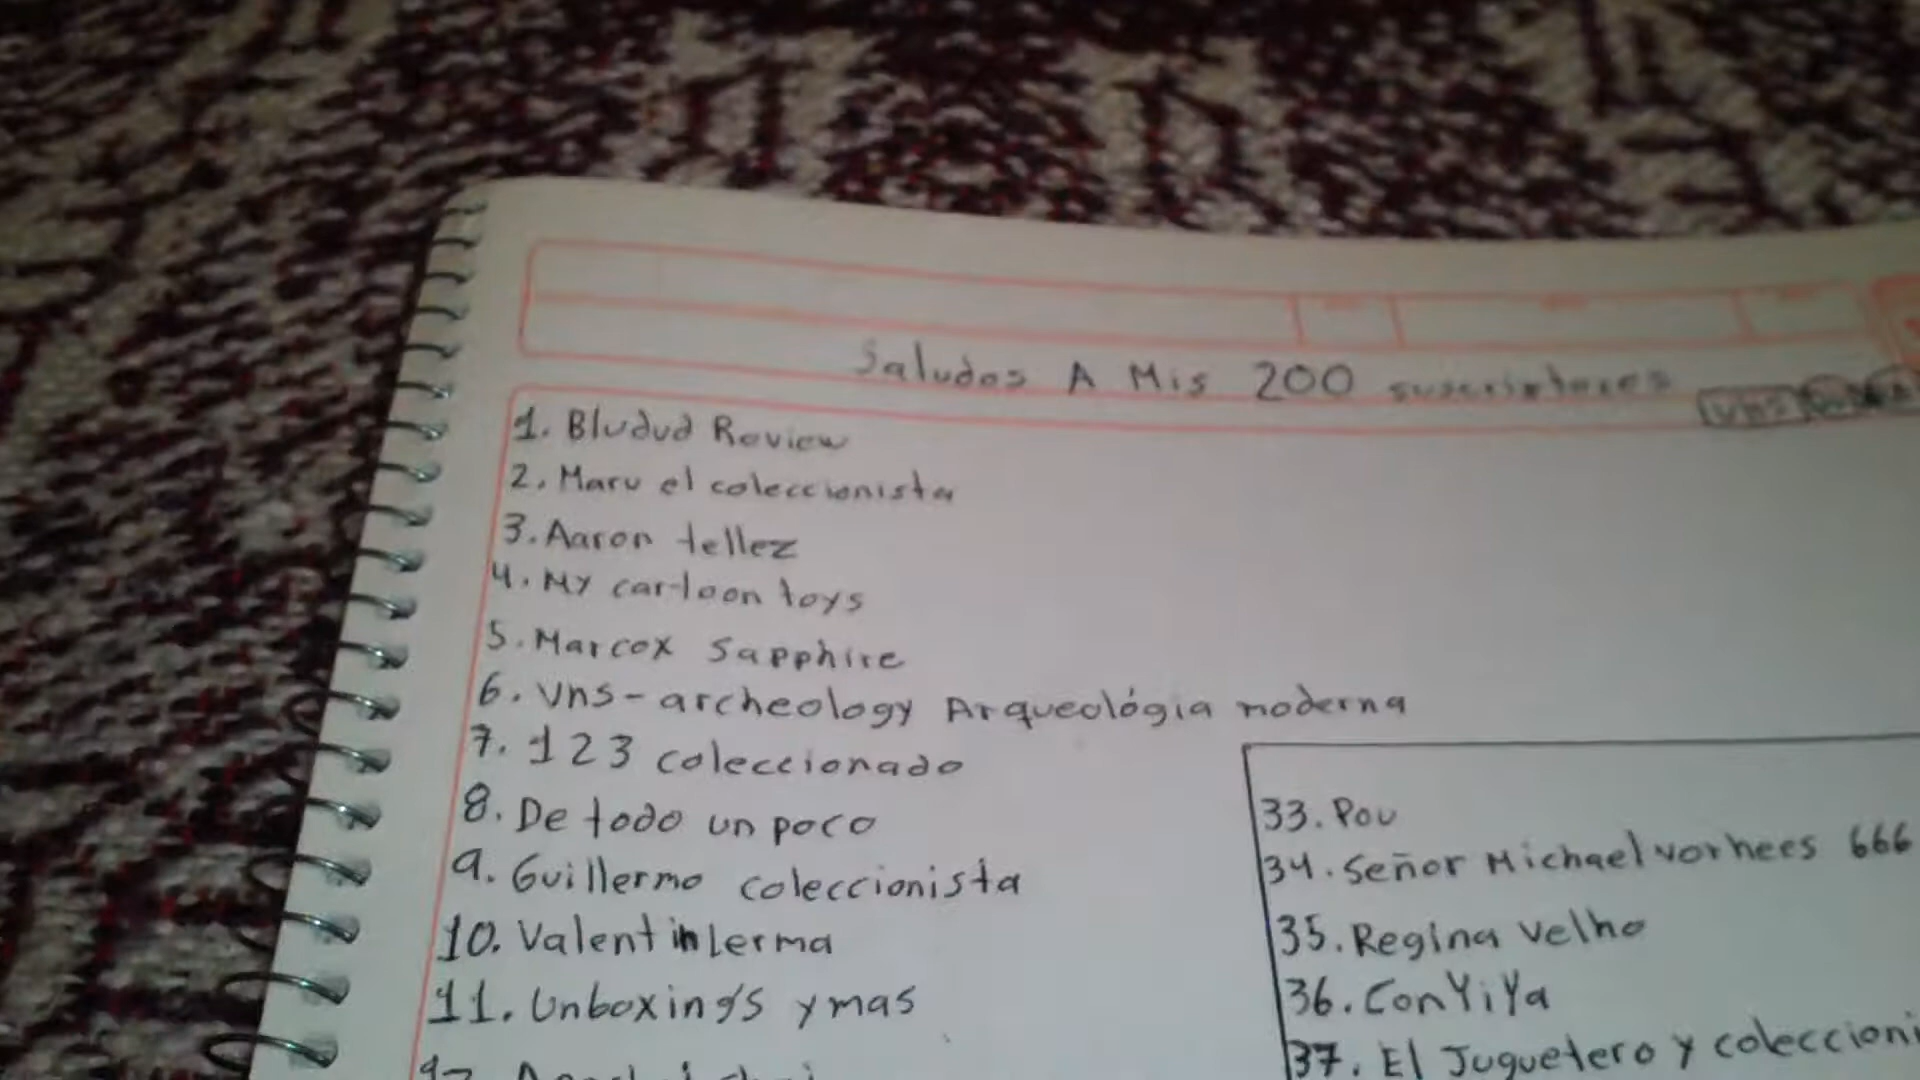 Saludos A Mis 200 suscriptores
1. Bludud Review
2. Maru el coleccionista
3. Aaron tellez
4. My cartoon toys
5. Marcox Sapphire
6. Vns-archeology Arqueológia moderna
7. 123 coleccionado
8. De todo un poco
9. Guillermo coleccionista
10. Valentin Lerma
11. Unboxing's y mas
33. Pou
34. Señor Michael vorhees 666
35. Regina Velho
36. ConYiYa
37. El Juguetero y coleccioni